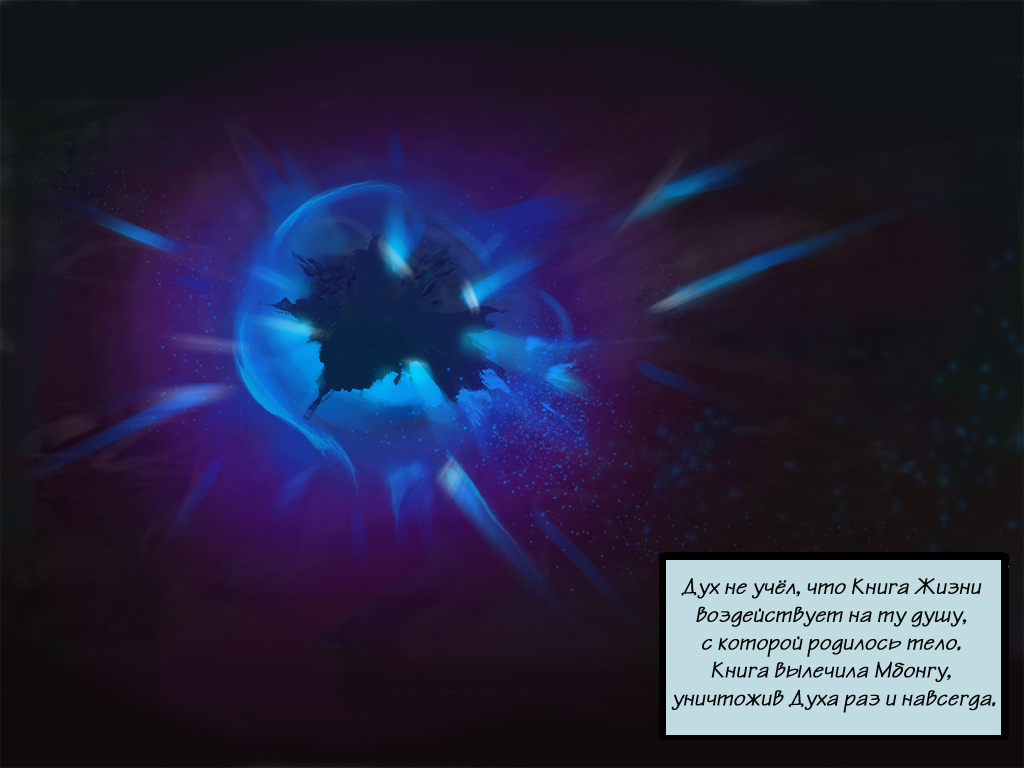 Дух не учёл, что Книга Жизни
воздействует на ту душу,
с которой родилось тело.
Книга вылечила Мбонгу,
уничтожив Духа раз и навсегда.